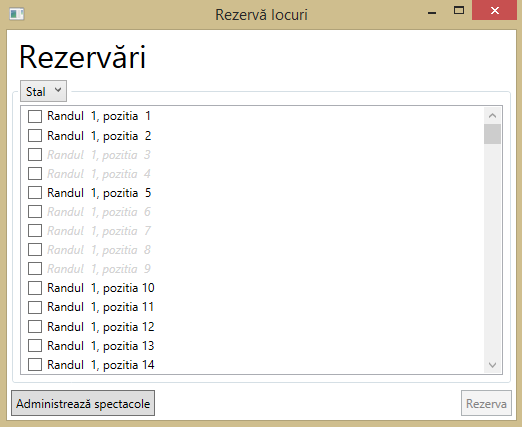 Rezervă locuri
Rezervări
Stal
Randul 1, pozitia 1
Randul 1, pozitia 2
Randul 1, pozitia 3
Randul 1, pozitia 4
Randul 1, pozitia 5
Randul 1, pozitia 6
Randul 1, pozitia 7
Randul 1, pozitia 8
Randul 1, pozitia 9
Randul 1, pozitia 10
Randul 1, pozitia 11
Randul 1, pozitia 12
Randul 1, pozitia 13
Randul 1, pozitia 14
Administrează spectacole Rezerva